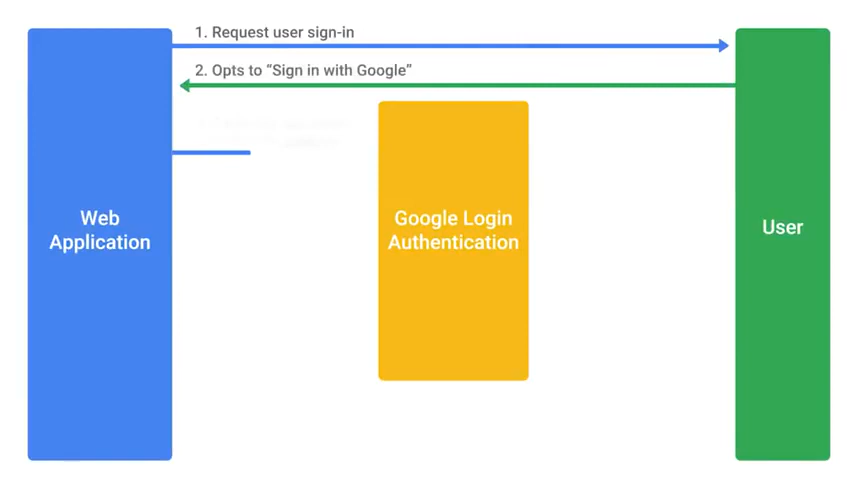 1. Request user sign-in
2. Opts to “Sign in with Google”
Web
Application
Google Login
Authentication
User